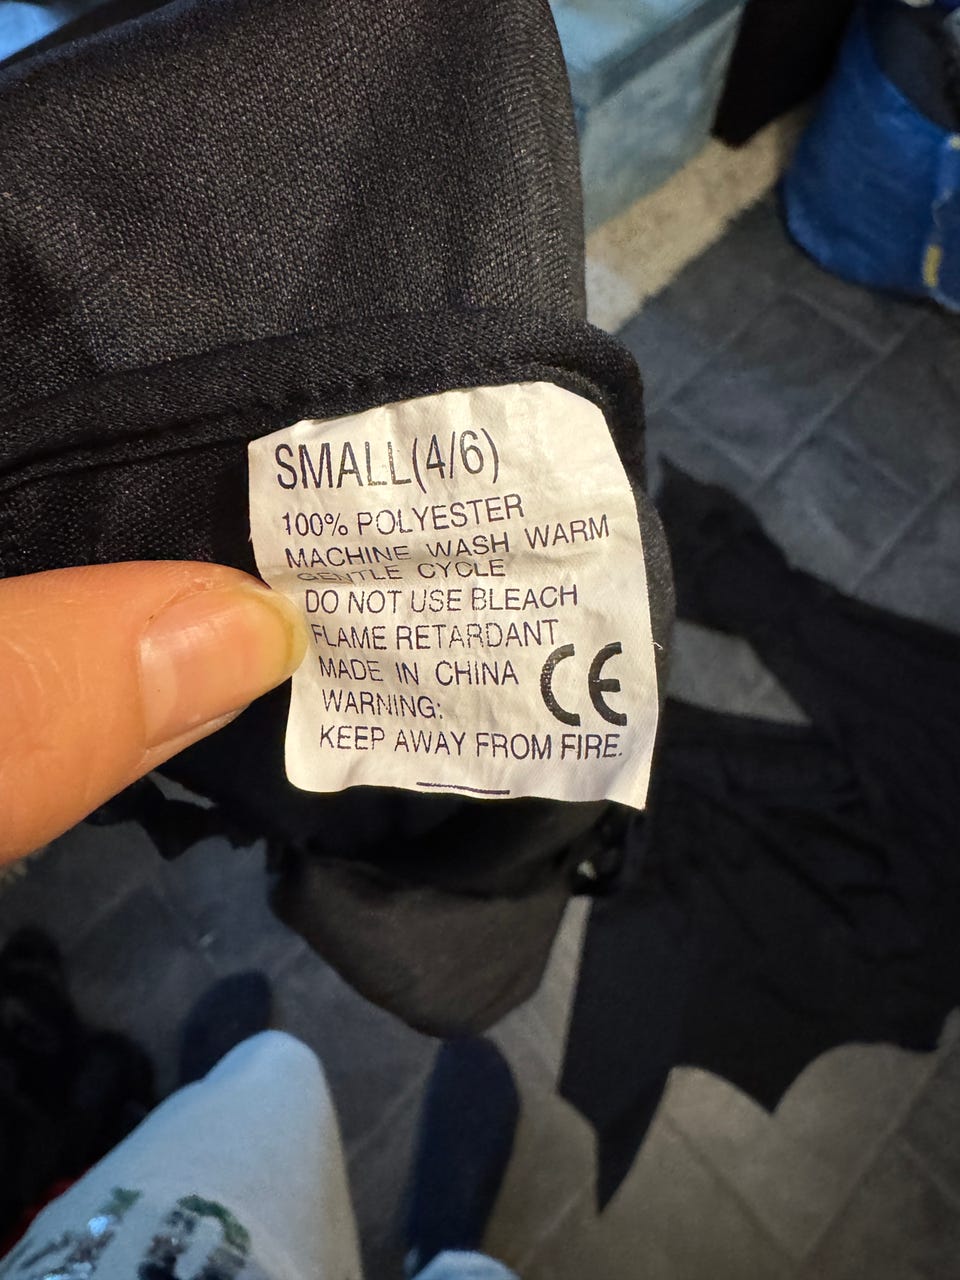 SMALL(4/6)
100% POLYESTER
MACHINE WASH WARM
GENTLE CYCLE
DO NOT USE BLEACH
FLAME RETARDANT
MADE IN CHINA
CE
WARNING:
KEEP AWAY FROM FIRE.